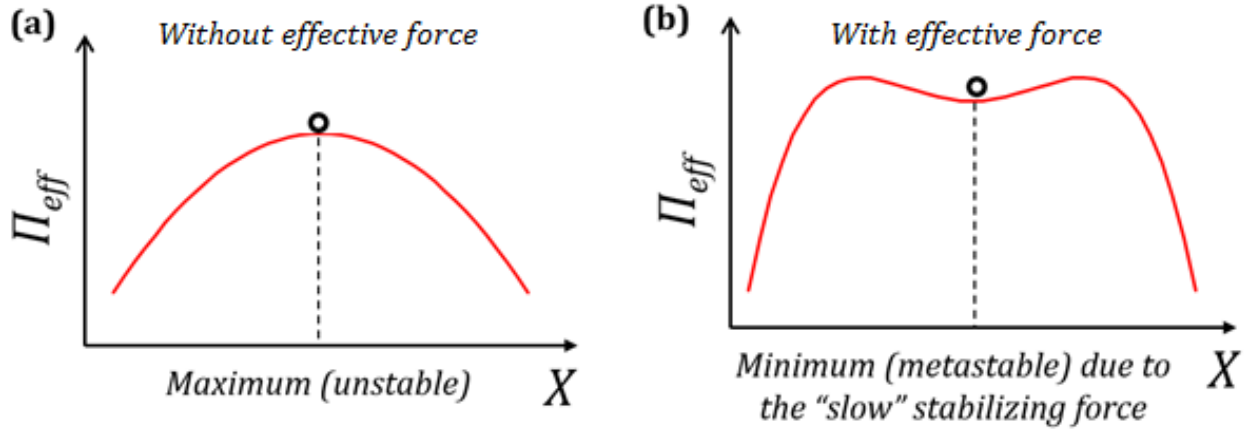 (a)
Without effective force
Π_eff
X
Maximum (unstable)
(b)
With effective force
Π_eff
X
Minimum (metastable) due to
the “slow” stabilizing force